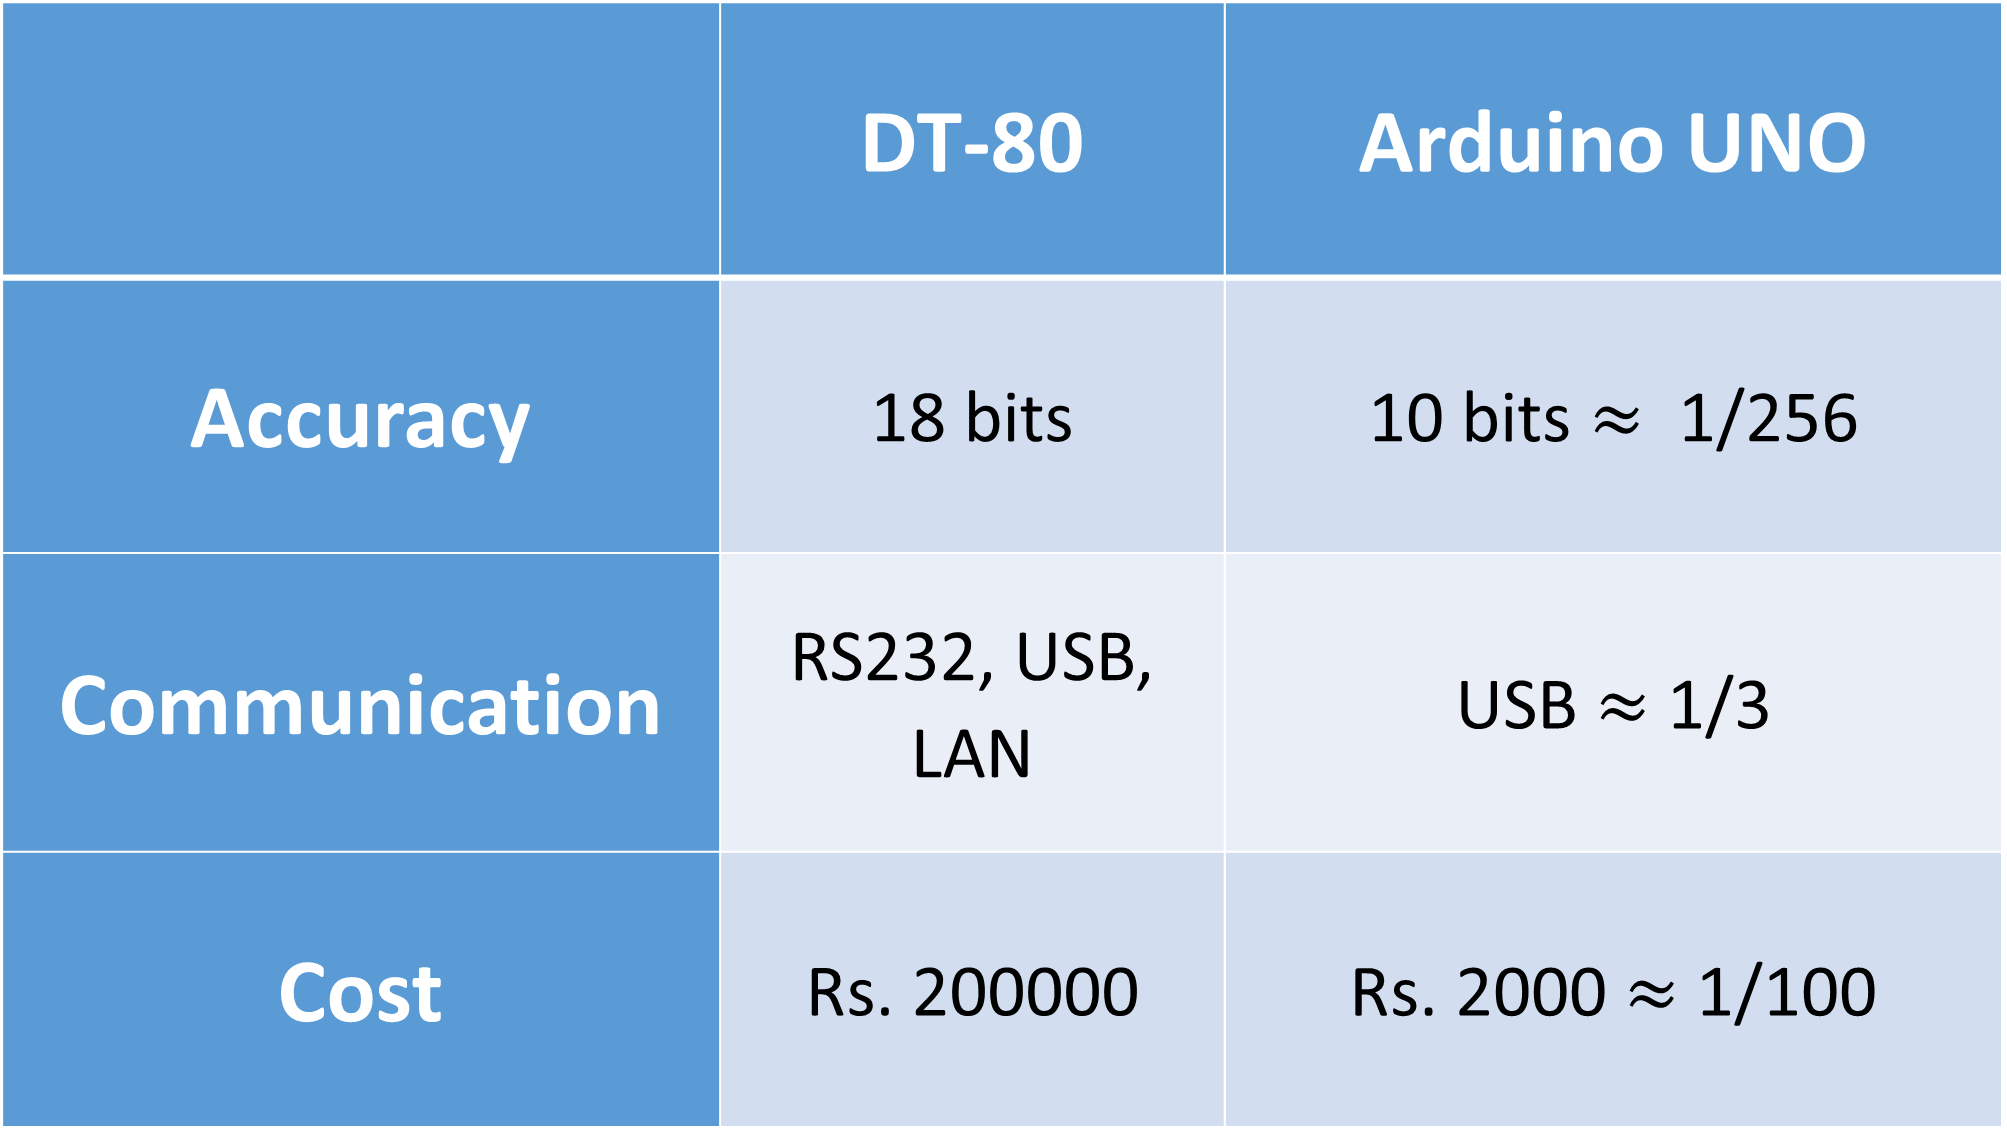 DT-80 Arduino UNO
Accuracy 18 bits 10 bits ≈ 1/256
Communication RS232, USB, LAN USB ≈ 1/3
Cost Rs. 200000 Rs. 2000 ≈ 1/100